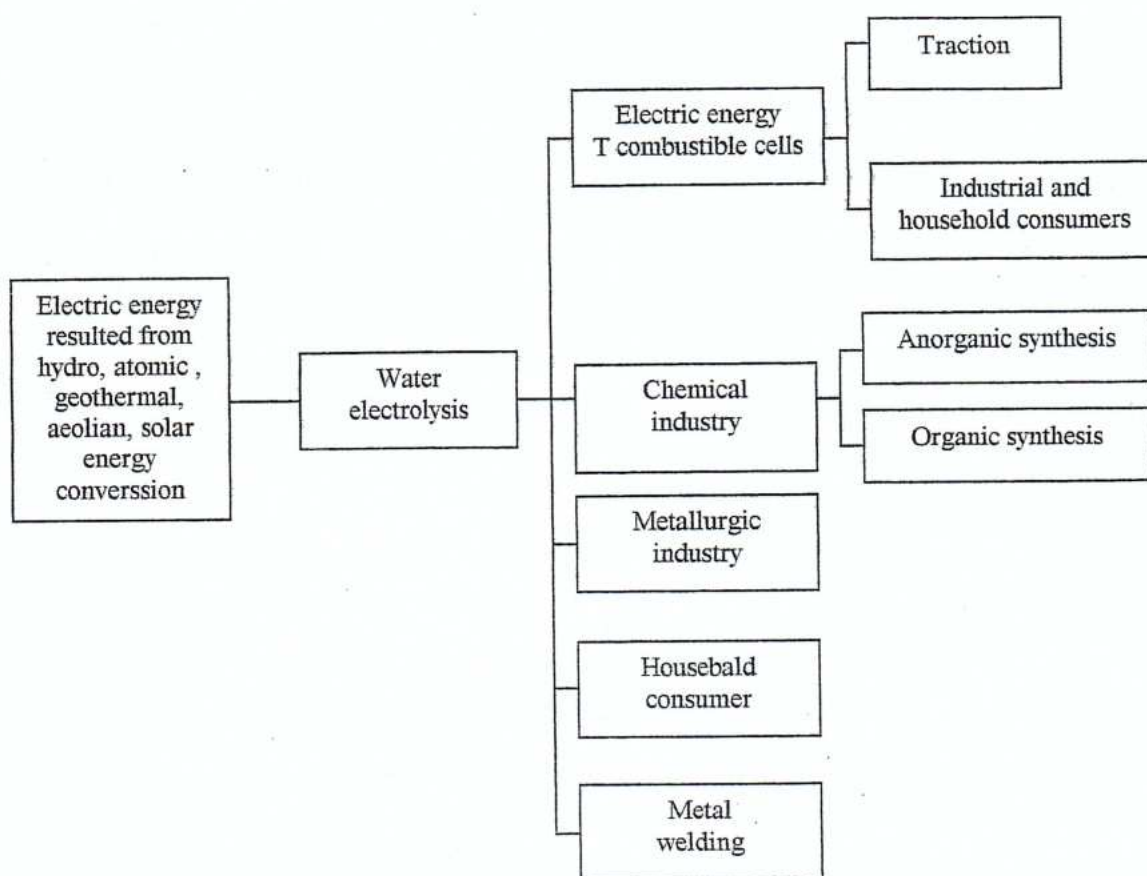 Traction
Electric energy
T combustible cells
Industrial and
household consumers
Electric energy
resulted from
hydro, atomic ,
geothermal,
aeolian, solar
energy
converssion
Water
electrolysis
Chemical
industry
Anorganic synthesis
Organic synthesis
Metallurgic
industry
Housebald
consumer
Metal
welding